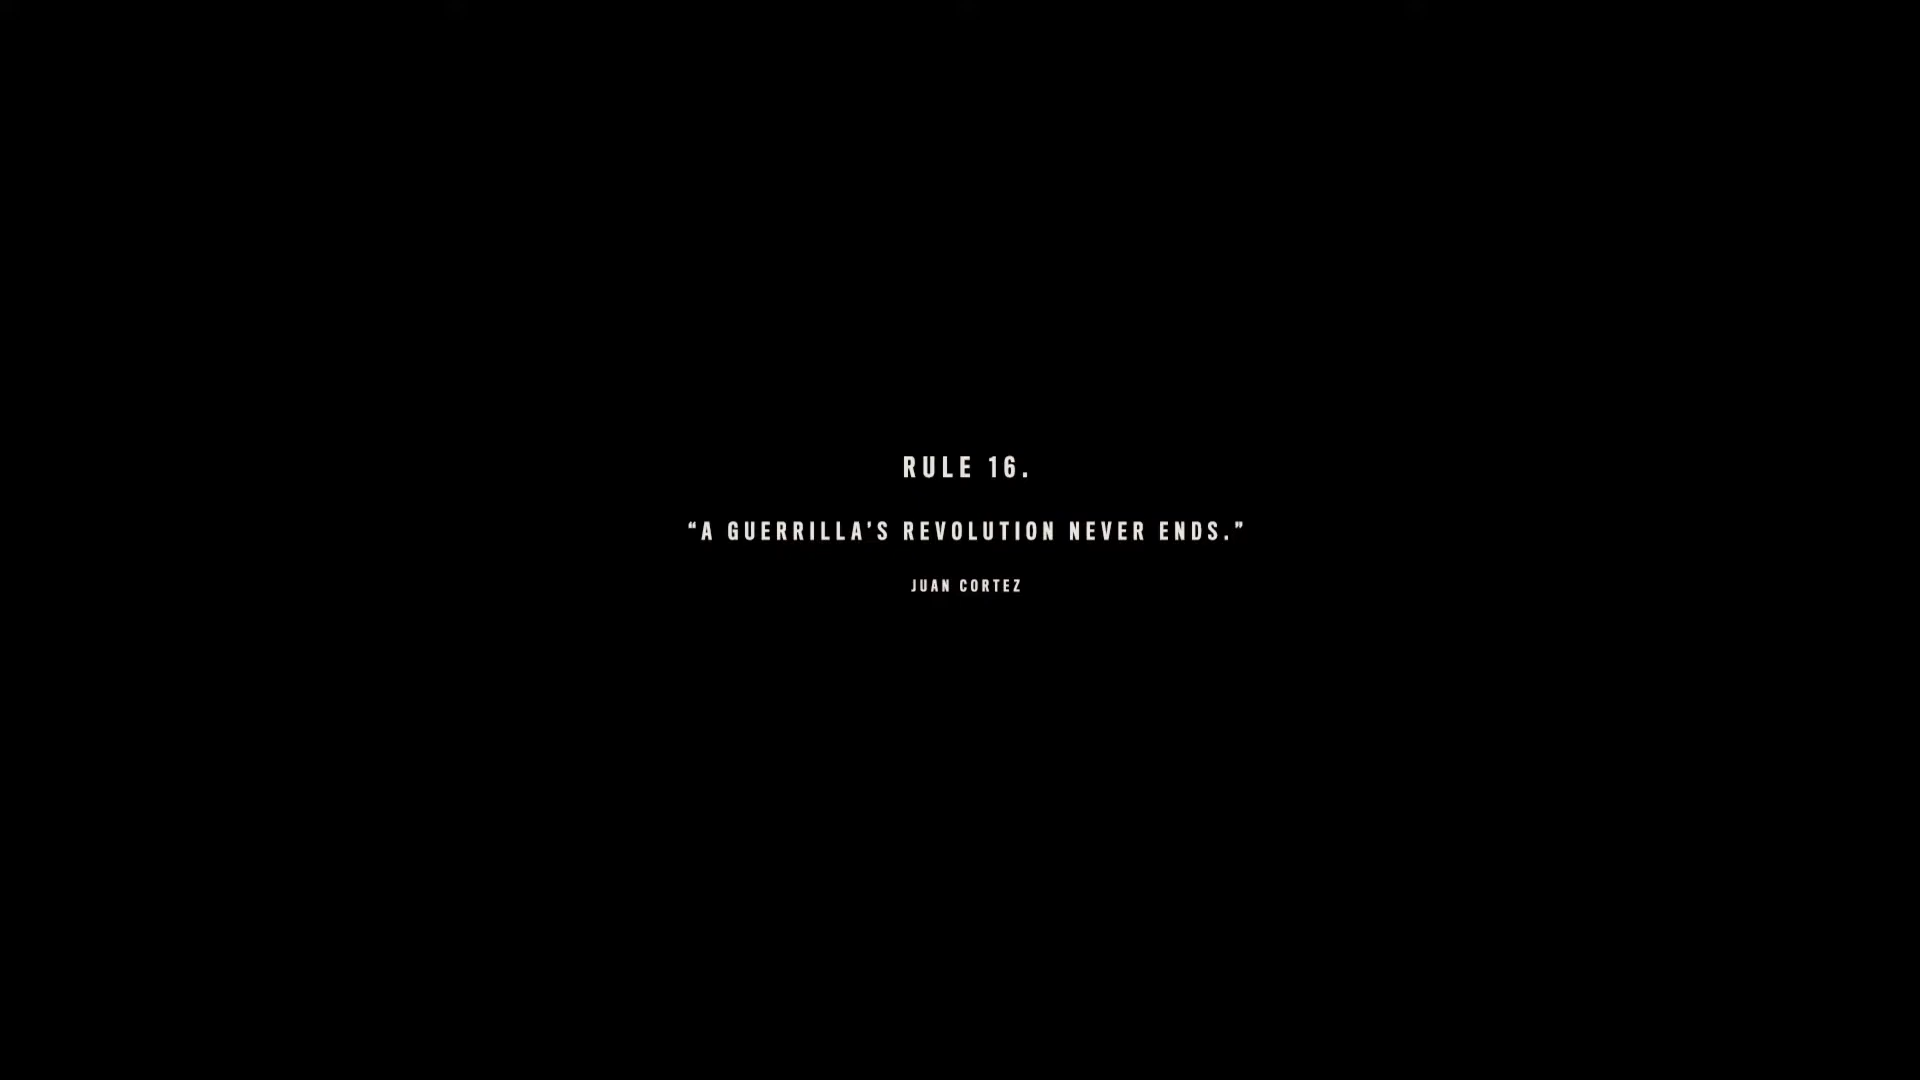 RULE 16.
“A GUERRILLA’S REVOLUTION NEVER ENDS.”
JUAN CORTEZ